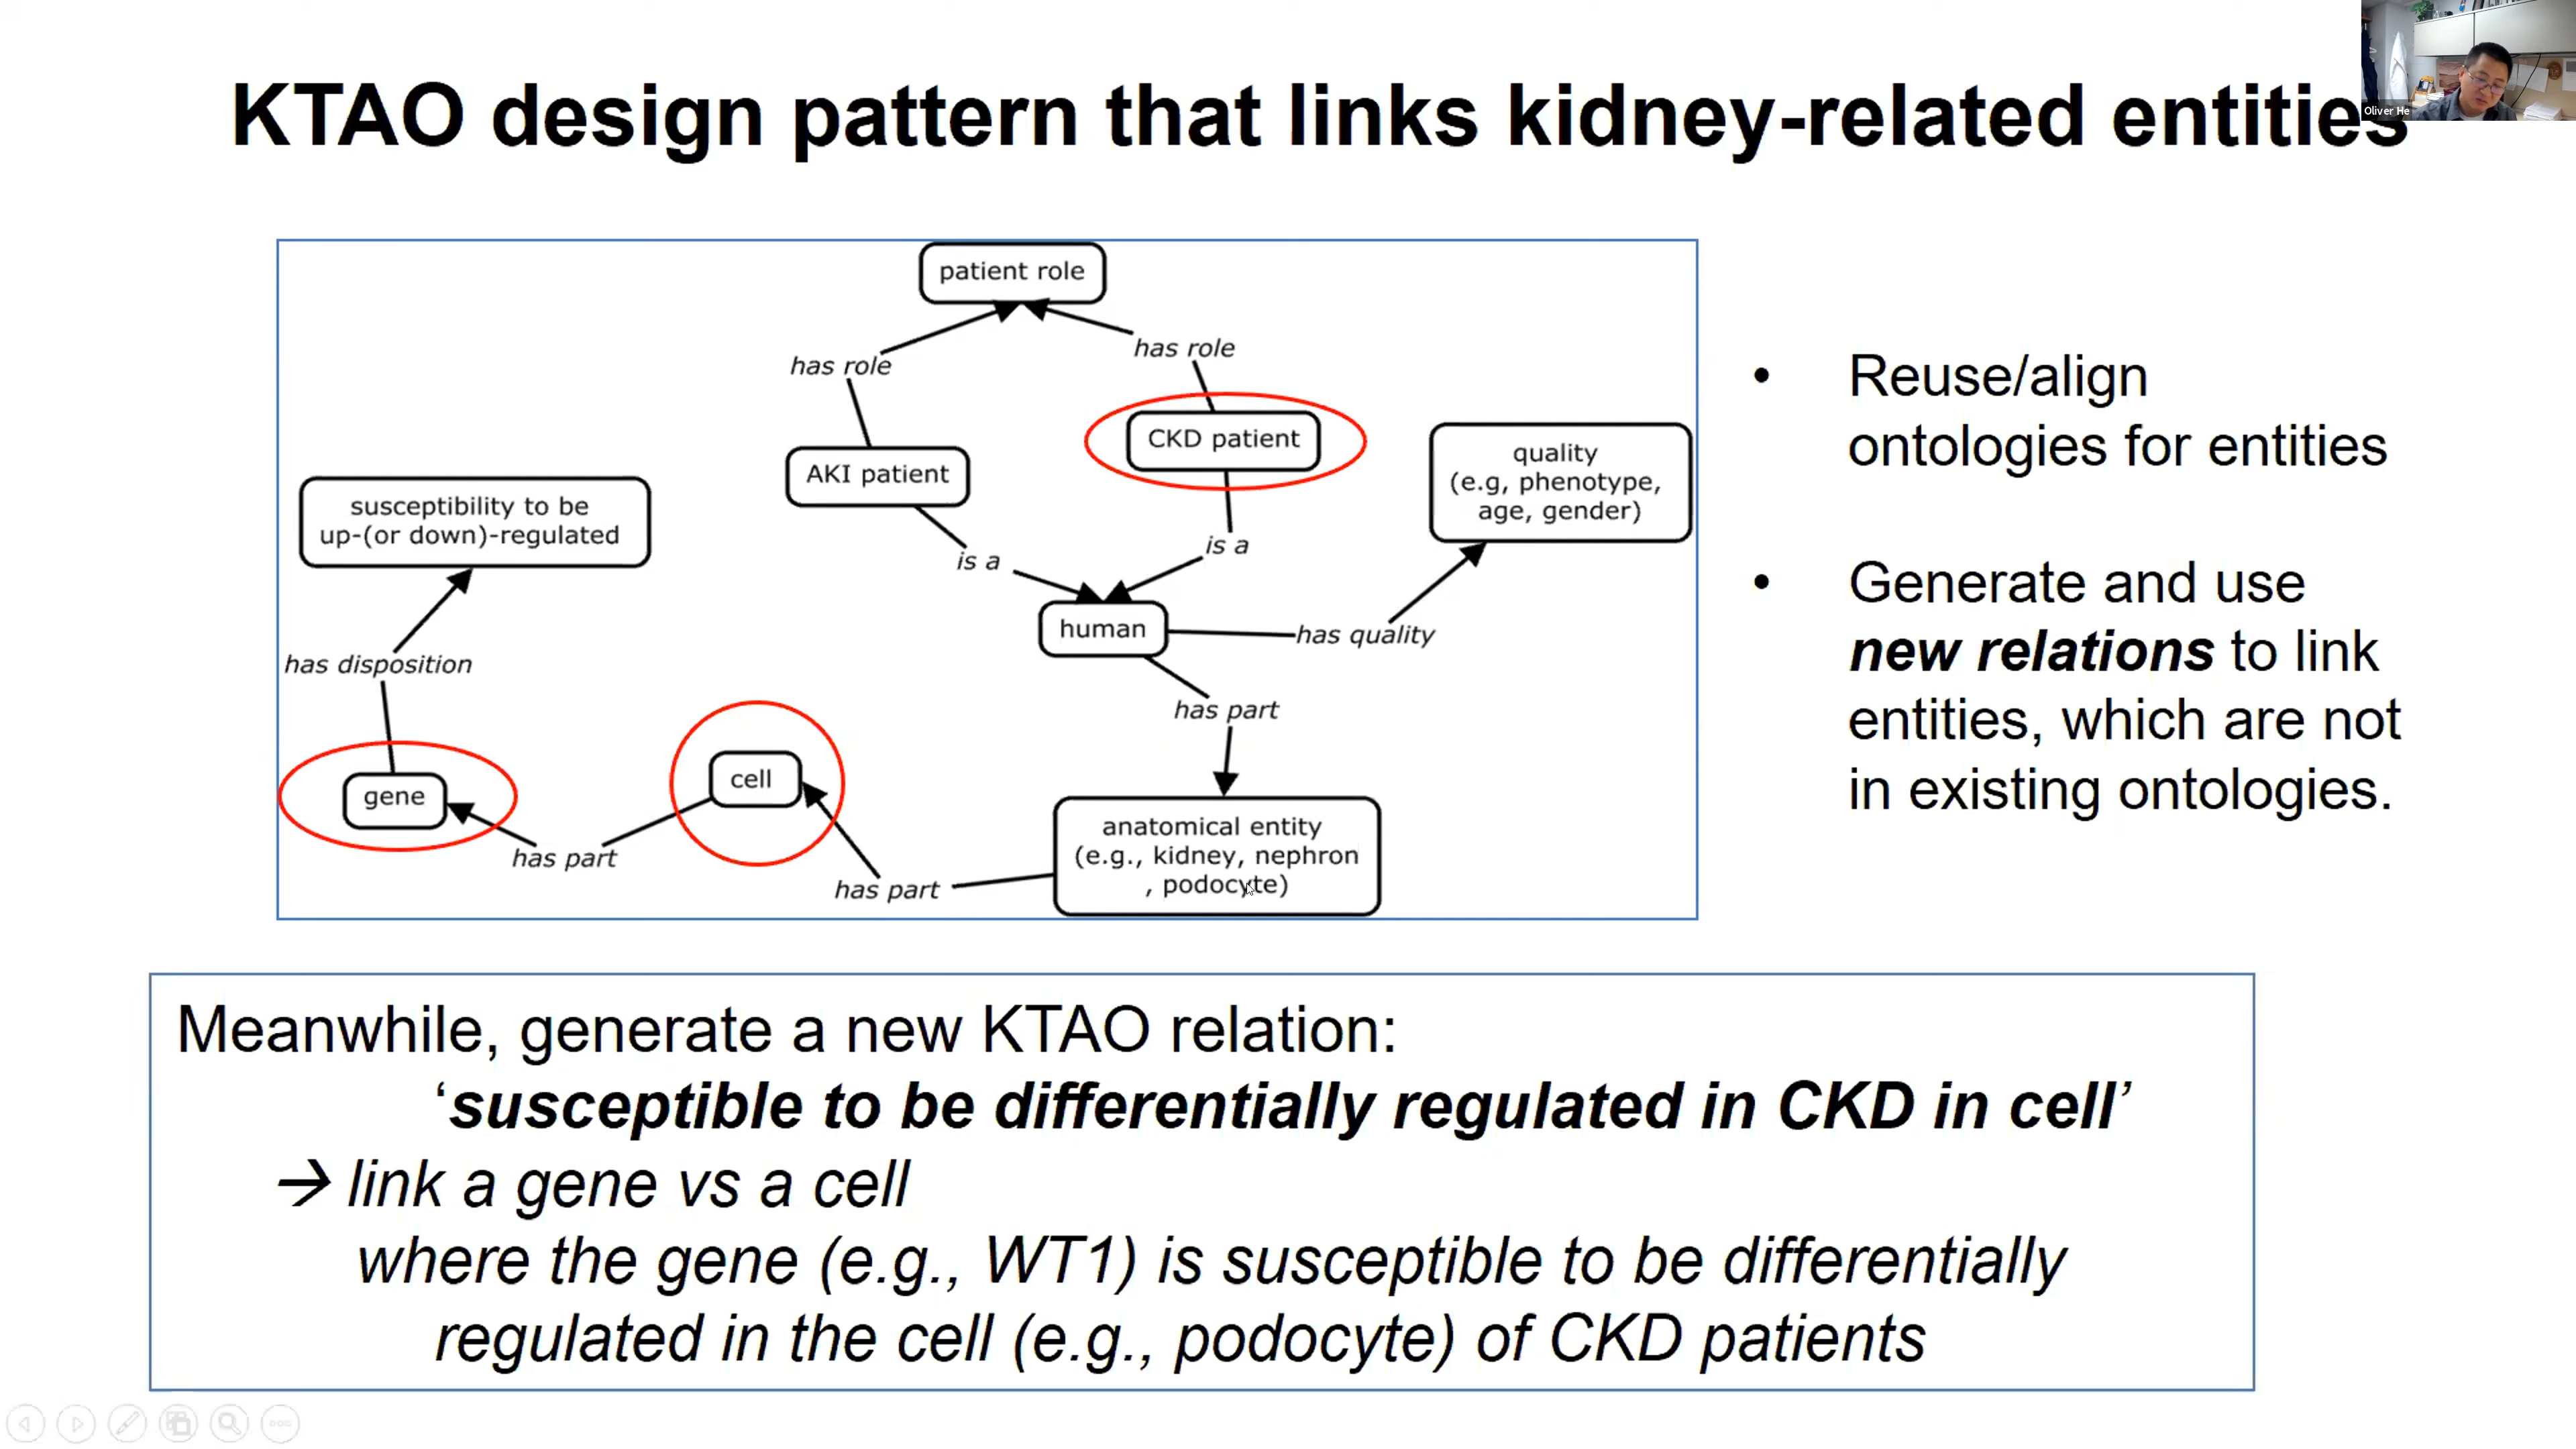 KTAO design pattern that links kidney-related entities
Oliver He
patient role
has role
has role
CKD patient
AKI patient
quality
(e.g, phenotype,
age, gender)
susceptibility to be
up-(or down)-regulated
is a
is a
human
has quality
has disposition
has part
cell
gene
has part
has part
anatomical entity
(e.g., kidney, nephron
, podocyte)
• Reuse/align
ontologies for entities
• Generate and use
new relations to link
entities, which are not
in existing ontologies.
Meanwhile, generate a new KTAO relation:
‘susceptible to be differentially regulated in CKD in cell’
→ link a gene vs a cell
where the gene (e.g., WT1) is susceptible to be differentially
regulated in the cell (e.g., podocyte) of CKD patients